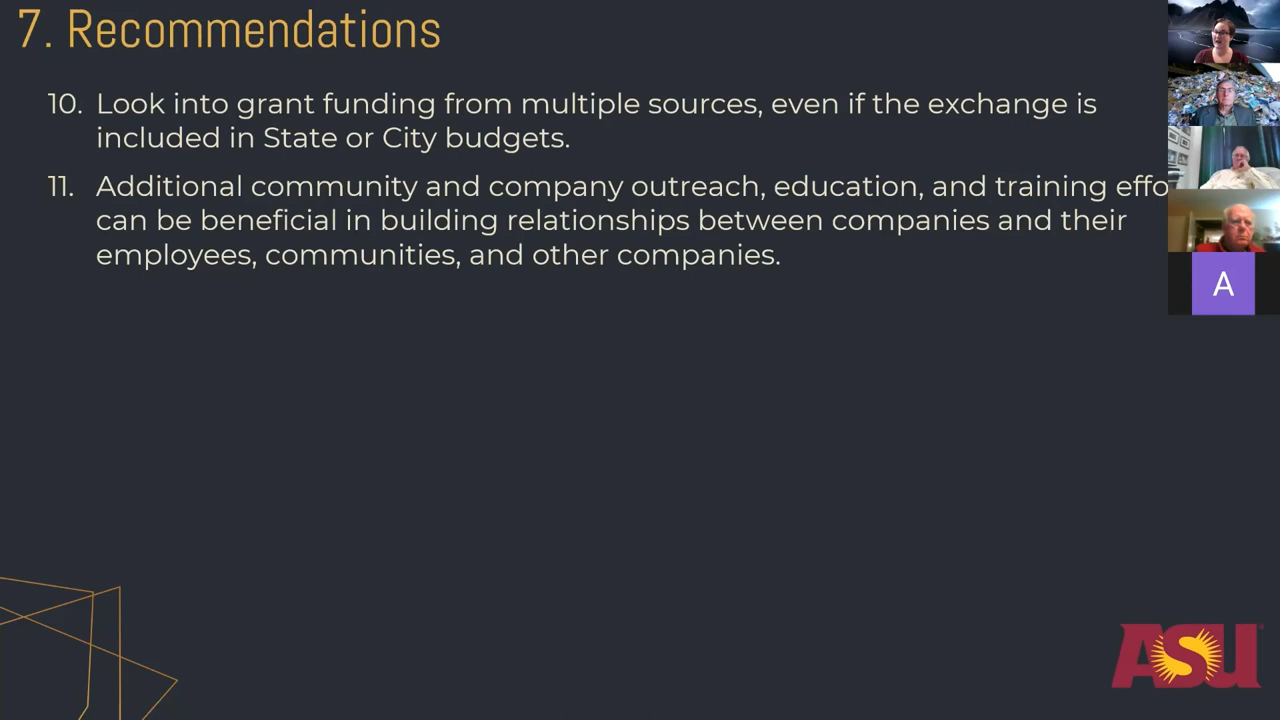 7. Recommendations
10. Look into grant funding from multiple sources, even if the exchange is
included in State or City budgets.
11. Additional community and company outreach, education, and training effo
can be beneficial in building relationships between companies and their
employees, communities, and other companies.
A
ASU